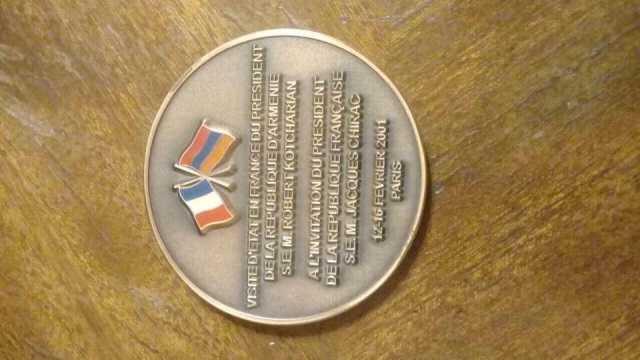 VISITE D'ETAT EN FRANCE DU PRESIDENT
DE LA REPUBLIQUE D'ARMENIE
S.E.M. ROBERT KOTCHARIAN
A L'INVITATION DU PRESIDENT
DE LA REPUBLIQUE FRANÇAISE
S.E.M. JACQUES CHIRAC
12-16 FEVRIER 2001
PARIS